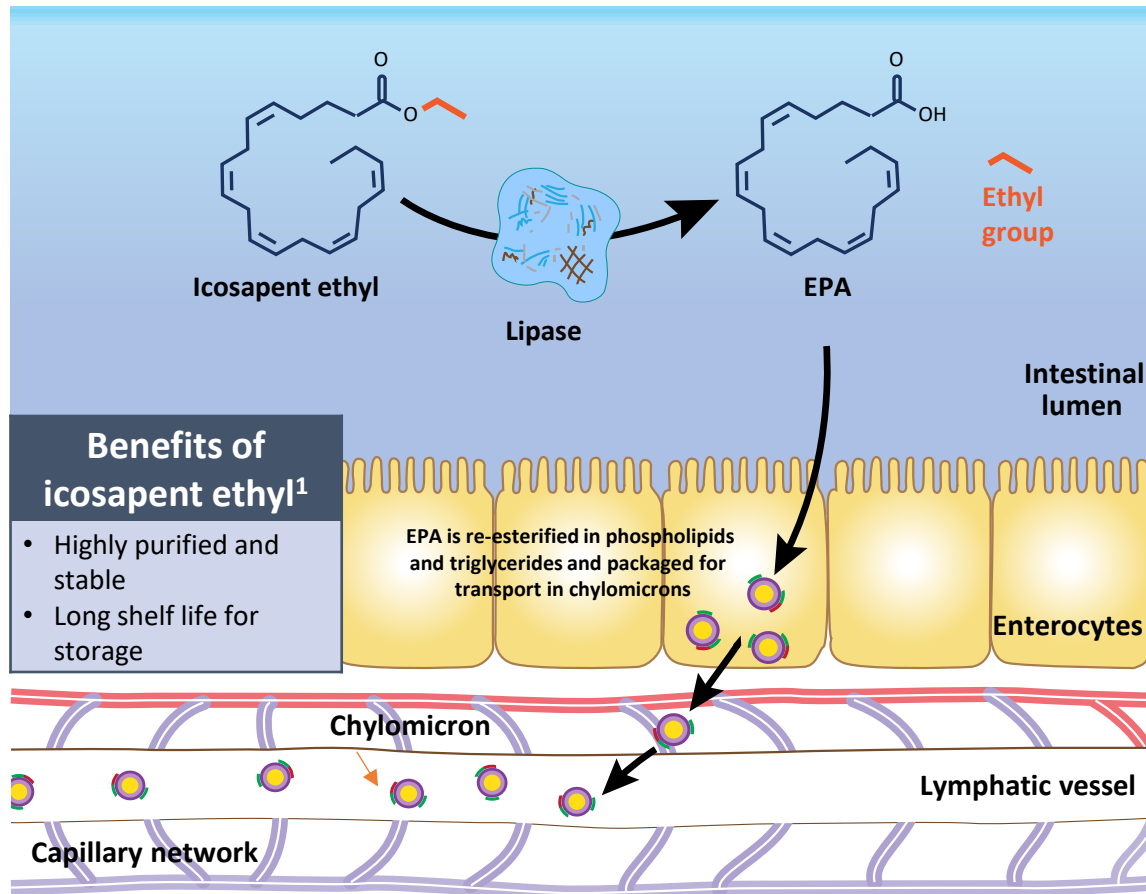 O
O
Icosapent ethyl
Lipase
O
OH
EPA
Ethyl
group
Intestinal
lumen
Benefits of
icosapent ethyl¹
• Highly purified and
stable
• Long shelf life for
storage
EPA is re-esterified in phospholipids
and triglycerides and packaged for
transport in chylomicrons
Enterocytes
Chylomicron
Lymphatic vessel
Capillary network